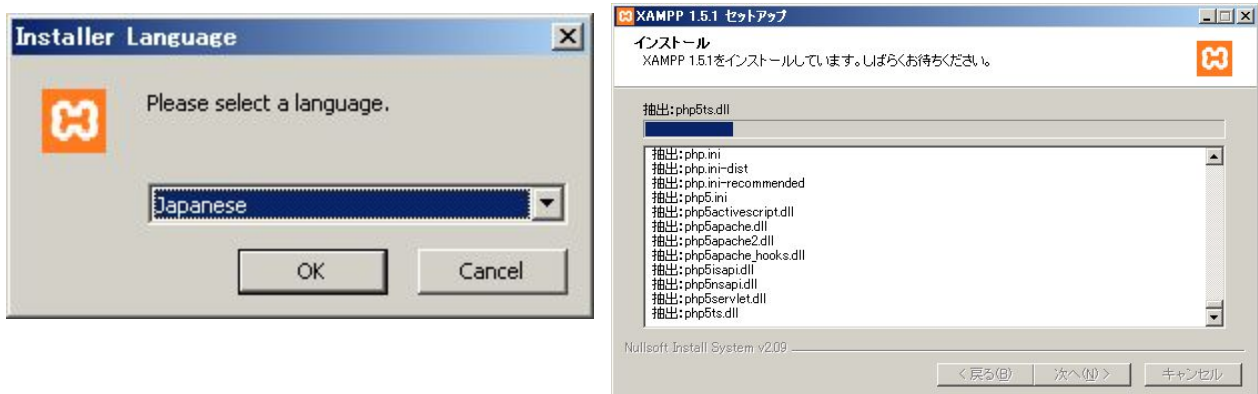 Installer Language
Please select a language.
Japanese
OK
Cancel
XAMPP 1.5.1 セットアップ
インストール
XAMPP 1.5.1をインストールしています。しばらくお待ちください。
抽出: php5ts.dll
抽出: php.ini
抽出: php.ini-dist
抽出: php.ini-recommended
抽出: php5.ini
抽出: php5activescript.dll
抽出: php5apache.dll
抽出: php5apache2.dll
抽出: php5apache_hooks.dll
抽出: php5isapi.dll
抽出: php5nsapi.dll
抽出: php5servlet.dll
抽出: php5ts.dll
Nullsoft Install System v2.09
< 戻る(B)
次へ(N) >
キャンセル